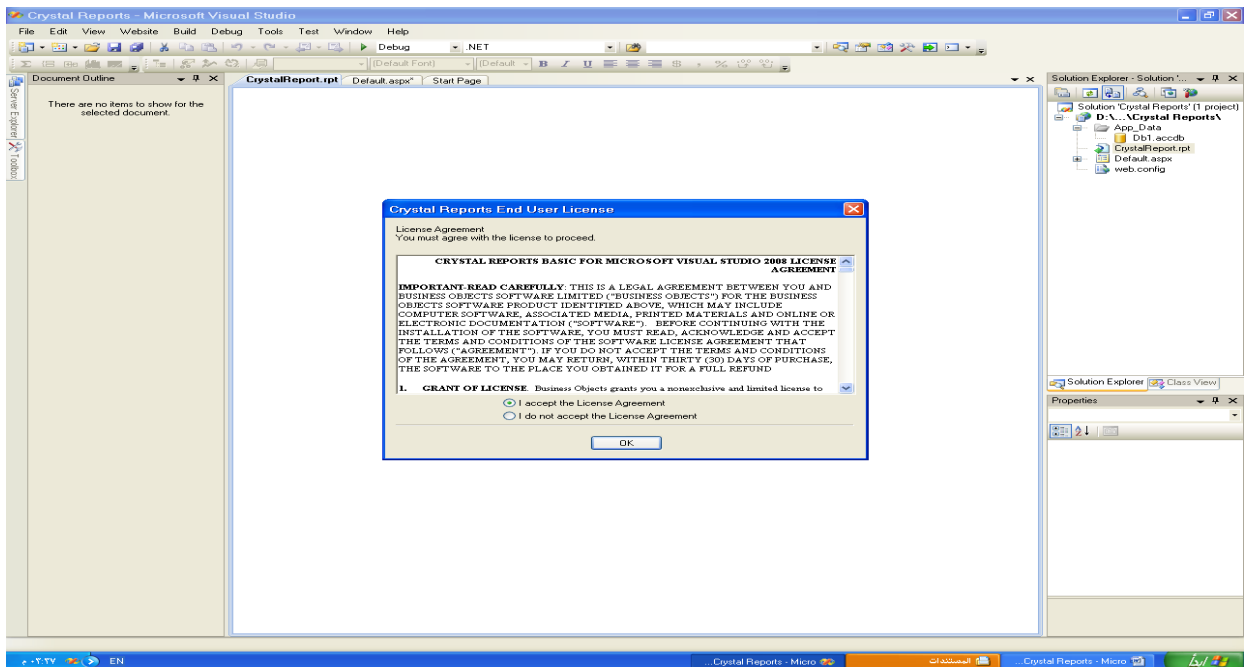 Crystal Reports - Microsoft Visual Studio
File Edit View Website Build Debug Tools Test Window Help
Debug .NET
(Default Font) (Default B I U
Document Outline
CrystalReport.rpt Default.aspx* Start Page
Solution Explorer - Solution '...
There are no items to show for the
selected document.
Server Explorer
Toolbox
Solution 'Crystal Reports' (1 project)
D:\...\Crystal Reports\
App_Data
Db1.accdb
CrystalReport.rpt
Default.aspx
web.config
Crystal Reports End User License
License Agreement
You must agree with the license to proceed.
CRYSTAL REPORTS BASIC FOR MICROSOFT VISUAL STUDIO 2008 LICENSE
AGREEMENT
IMPORTANT-READ CAREFULLY: THIS IS A LEGAL AGREEMENT BETWEEN YOU AND
BUSINESS OBJECTS SOFTWARE LIMITED ("BUSINESS OBJECTS") FOR THE BUSINESS
OBJECTS SOFTWARE PRODUCT IDENTIFIED ABOVE, WHICH MAY INCLUDE
COMPUTER SOFTWARE, ASSOCIATED MEDIA, PRINTED MATERIALS AND ONLINE OR
ELECTRONIC DOCUMENTATION ("SOFTWARE"). BEFORE CONTINUING WITH THE
INSTALLATION OF THE SOFTWARE, YOU MUST READ, ACKNOWLEDGE AND ACCEPT
THE TERMS AND CONDITIONS OF THE SOFTWARE LICENSE AGREEMENT THAT
FOLLOWS ("AGREEMENT"). IF YOU DO NOT ACCEPT THE TERMS AND CONDITIONS
OF THE AGREEMENT, YOU MAY RETURN, WITHIN THIRTY (30) DAYS OF PURCHASE,
THE SOFTWARE TO THE PLACE YOU OBTAINED IT FOR A FULL REFUND
1. GRANT OF LICENSE. Business Objects grants you a nonexclusive and limited license to
I accept the License Agreement
I do not accept the License Agreement
OK
Solution Explorer Class View
Properties
٠٢:٢٧ م EN ...Crystal Reports - Micro المستندات ...Crystal Reports - Micro ابدأ